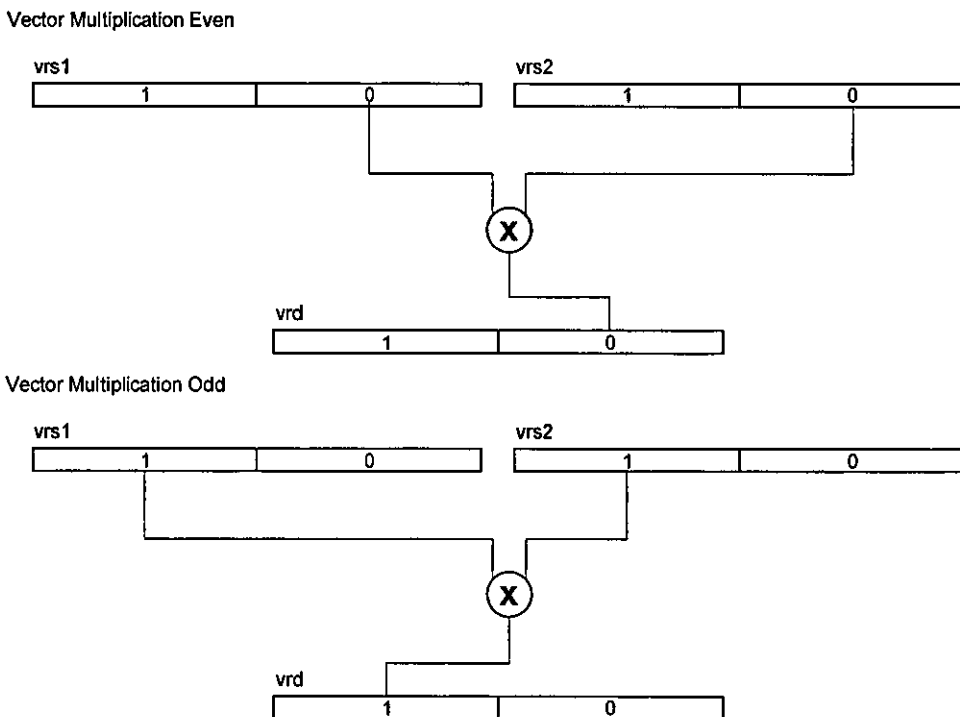 Vector Multiplication Even
vrs1 vrs2
1 0 1 0
X
vrd
1 0
Vector Multiplication Odd
vrs1 vrs2
1 0 1 0
X
vrd
1 0